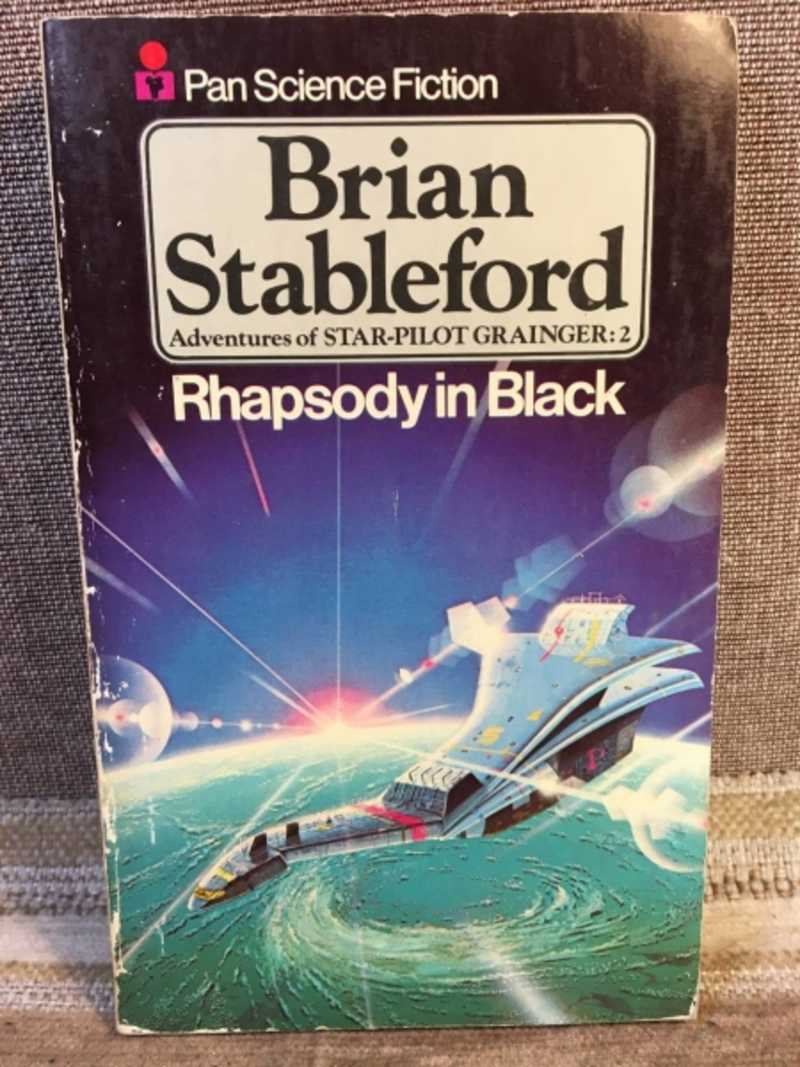 Pan Science Fiction
Brian
Stableford
Adventures of STAR-PILOT GRAINGER: 2
Rhapsody in Black